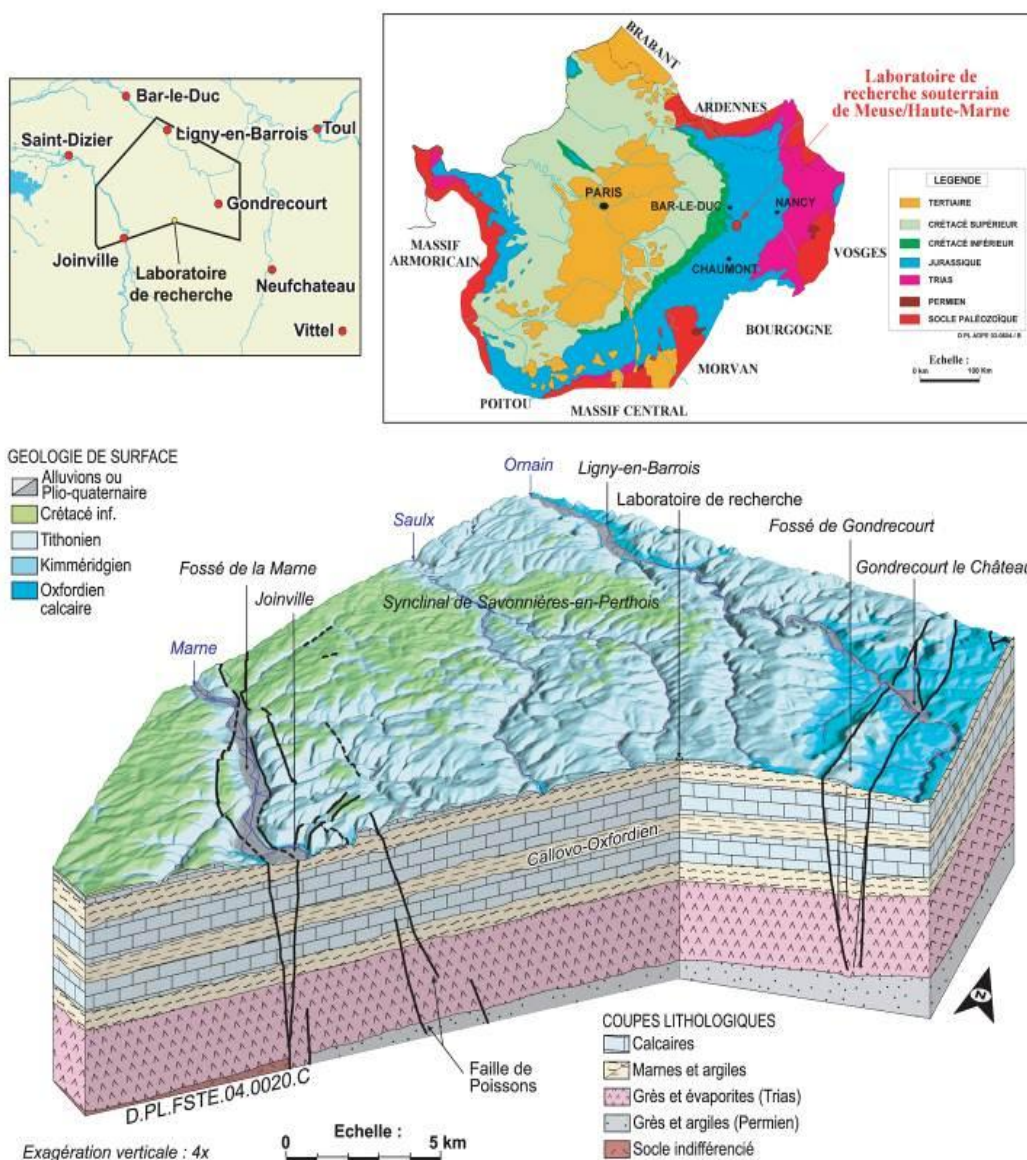 Bar-le-Duc
Saint-Dizier
Ligny-en-Barrois
Toul
Gondrecourt
Joinville
Laboratoire
de recherche
Neufchateau
Vittel
BRABANT
ARDENNES
Laboratoire de
recherche souterrain
de Meuse/Haute-Marne
PARIS
BAR-LE-DUC
NANCY
MASSIF
ARMORICAIN
VOSGES
CHAUMONT
BOURGOGNE
MORVAN
POITOU
MASSIF CENTRAL
LEGENDE
TERTIAIRE
CRÉTACÉ SUPÉRIEUR
CRÉTACÉ INFÉRIEUR
JURASSIQUE
TRIAS
PERMIEN
SOCLE PALÉOZOÏQUE
Echelle :
0 km 100 Km
GEOLOGIE DE SURFACE
Alluvions ou
Plio-quaternaire
Crétacé inf.
Tithonien
Kimméridgien
Oxfordien
calcaire
Ornain
Ligny-en-Barrois
Laboratoire de recherche
Saulx
Fossé de Gondrecourt
Fossé de la Marne
Gondrecourt le Château
Joinville
Synclinal de Savonnières-en-Perthois
Marne
Callovo-Oxfordien
N
Faille de
Poissons
D.PL.FSTE.04.0020.C
COUPES LITHOLOGIQUES
Calcaires
Marnes et argiles
Grès et évaporites (Trias)
Grès et argiles (Permien)
Socle indifférencié
Exagération verticale : 4x
Echelle :
0 5 km